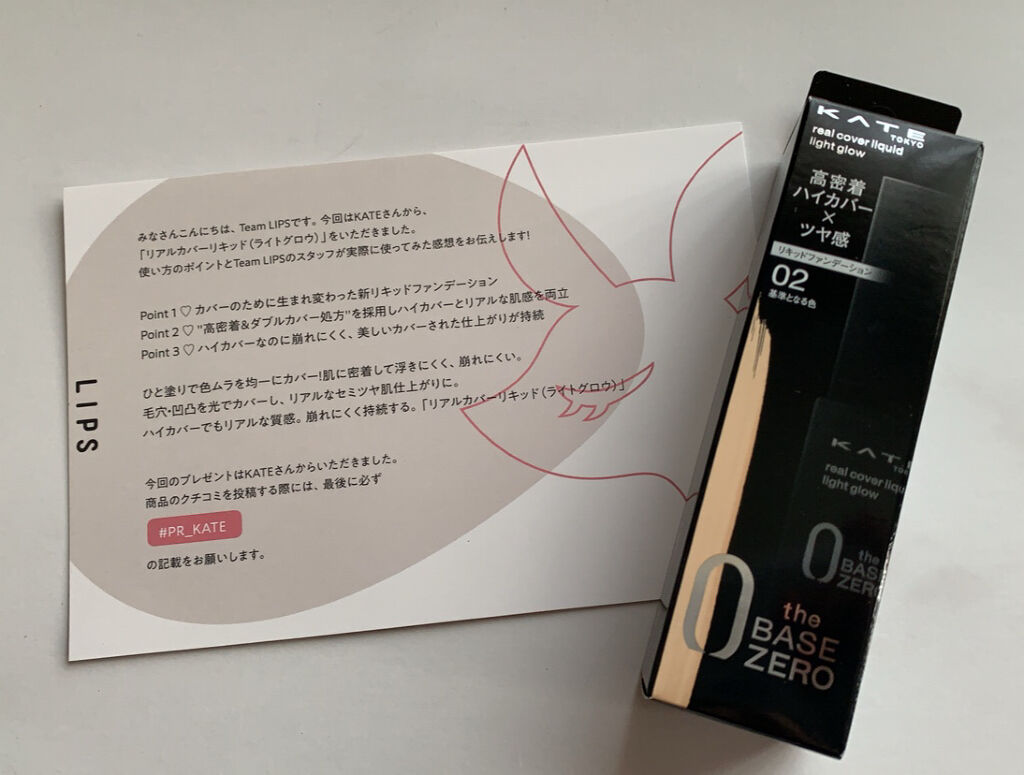 みなさんこんにちは、Team LIPSです。今回はKATEさんから、
「リアルカバーリキッド（ライトグロウ）」をいただきました。
使い方のポイントとTeam LIPSのスタッフが実際に使ってみた感想をお伝えします!
Point 1 ♡ カバーのために生まれ変わった新リキッドファンデーション
Point 2 ♡ "高密着&ダブルカバー処方"を採用しハイカバーとリアルな肌感を両立
Point 3 ♡ ハイカバーなのに崩れにくく、美しいカバーされた仕上がりが持続
ひと塗りで色ムラを均一にカバー!肌に密着して浮きにくく、崩れにくい。
毛穴・凹凸を光でカバーし、リアルなセミツヤ肌仕上がりに。
ハイカバーでもリアルな質感。崩れにくく持続する。「リアルカバーリキッド（ライトグロウ）」
今回のプレゼントはKATEさんからいただきました。
商品のクチコミを投稿する際には、最後に必ず
#PR_KATE
の記載をお願いします。
LIPS
KATE
TOKYO
real cover liquid
light glow
高密着
ハイカバー
×
ツヤ感
リキッドファンデーション
02
基準となる色
KATE
TOKYO
real cover liqu
light glow
0 the
BASE
ZER
0 the
BASE
ZERO